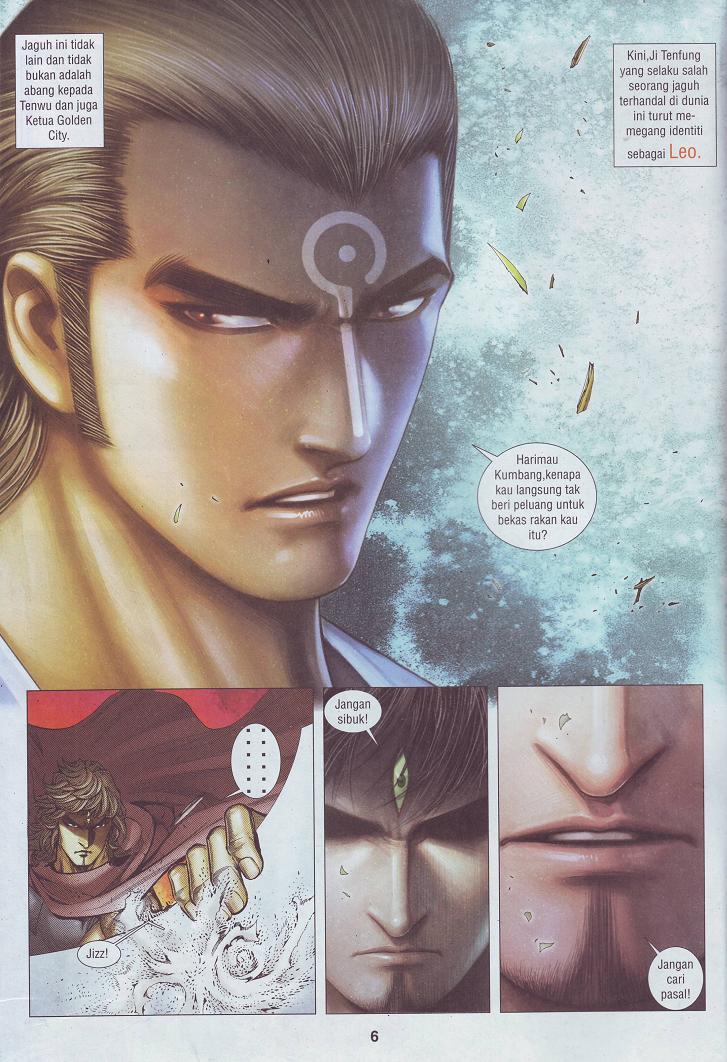 Jaguh ini tidak
lain dan tidak
bukan adalah
abang kepada
Tenwu dan juga
Ketua Golden
City.
Kini,Ji Tenfung
yang selaku salah
seorang jaguh
terhandal di dunia
ini turut me-
megang identiti
sebagai Leo.
Harimau
Kumbang,kenapa
kau langsung tak
beri peluang untuk
bekas rakan kau
itu?
Jizz!
Jangan
sibuk!
Jangan
cari
pasal!
6